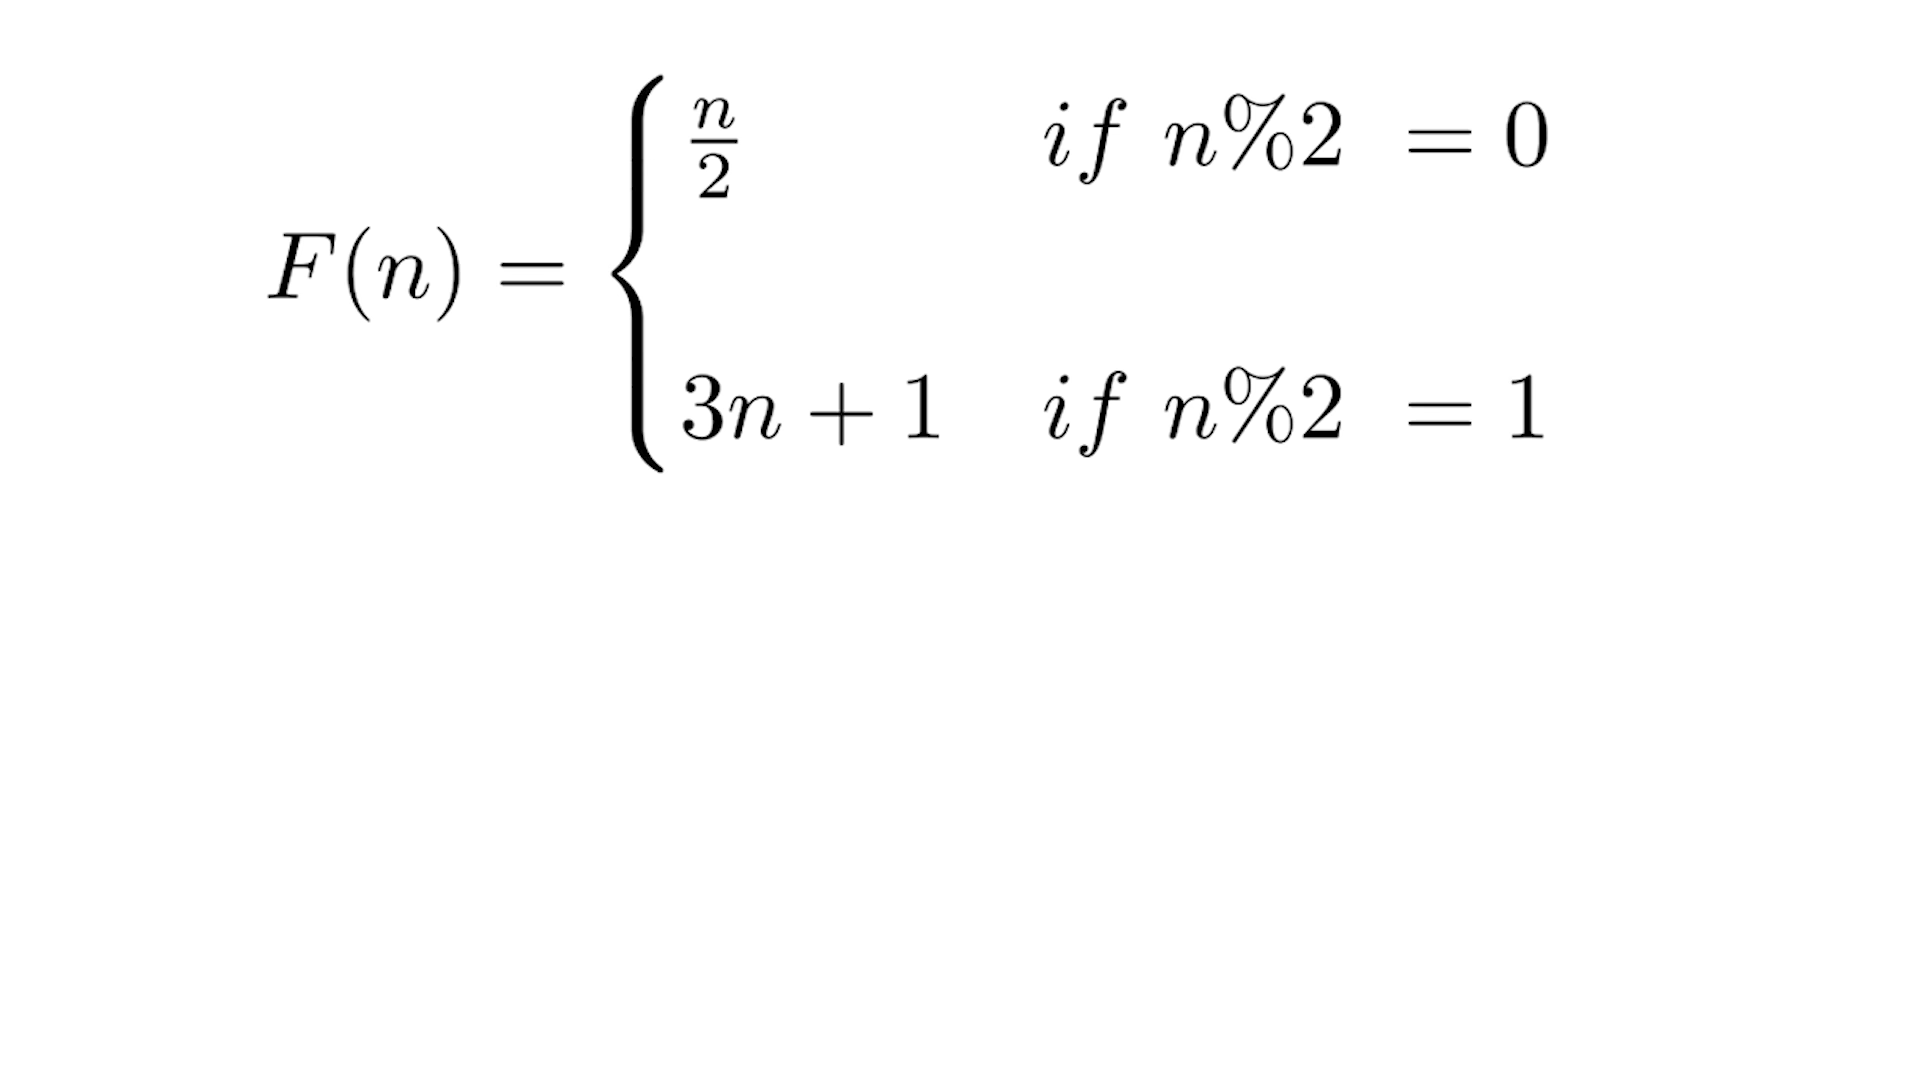 F(n) = { n/2 if n%2 = 0
3n + 1 if n%2 = 1